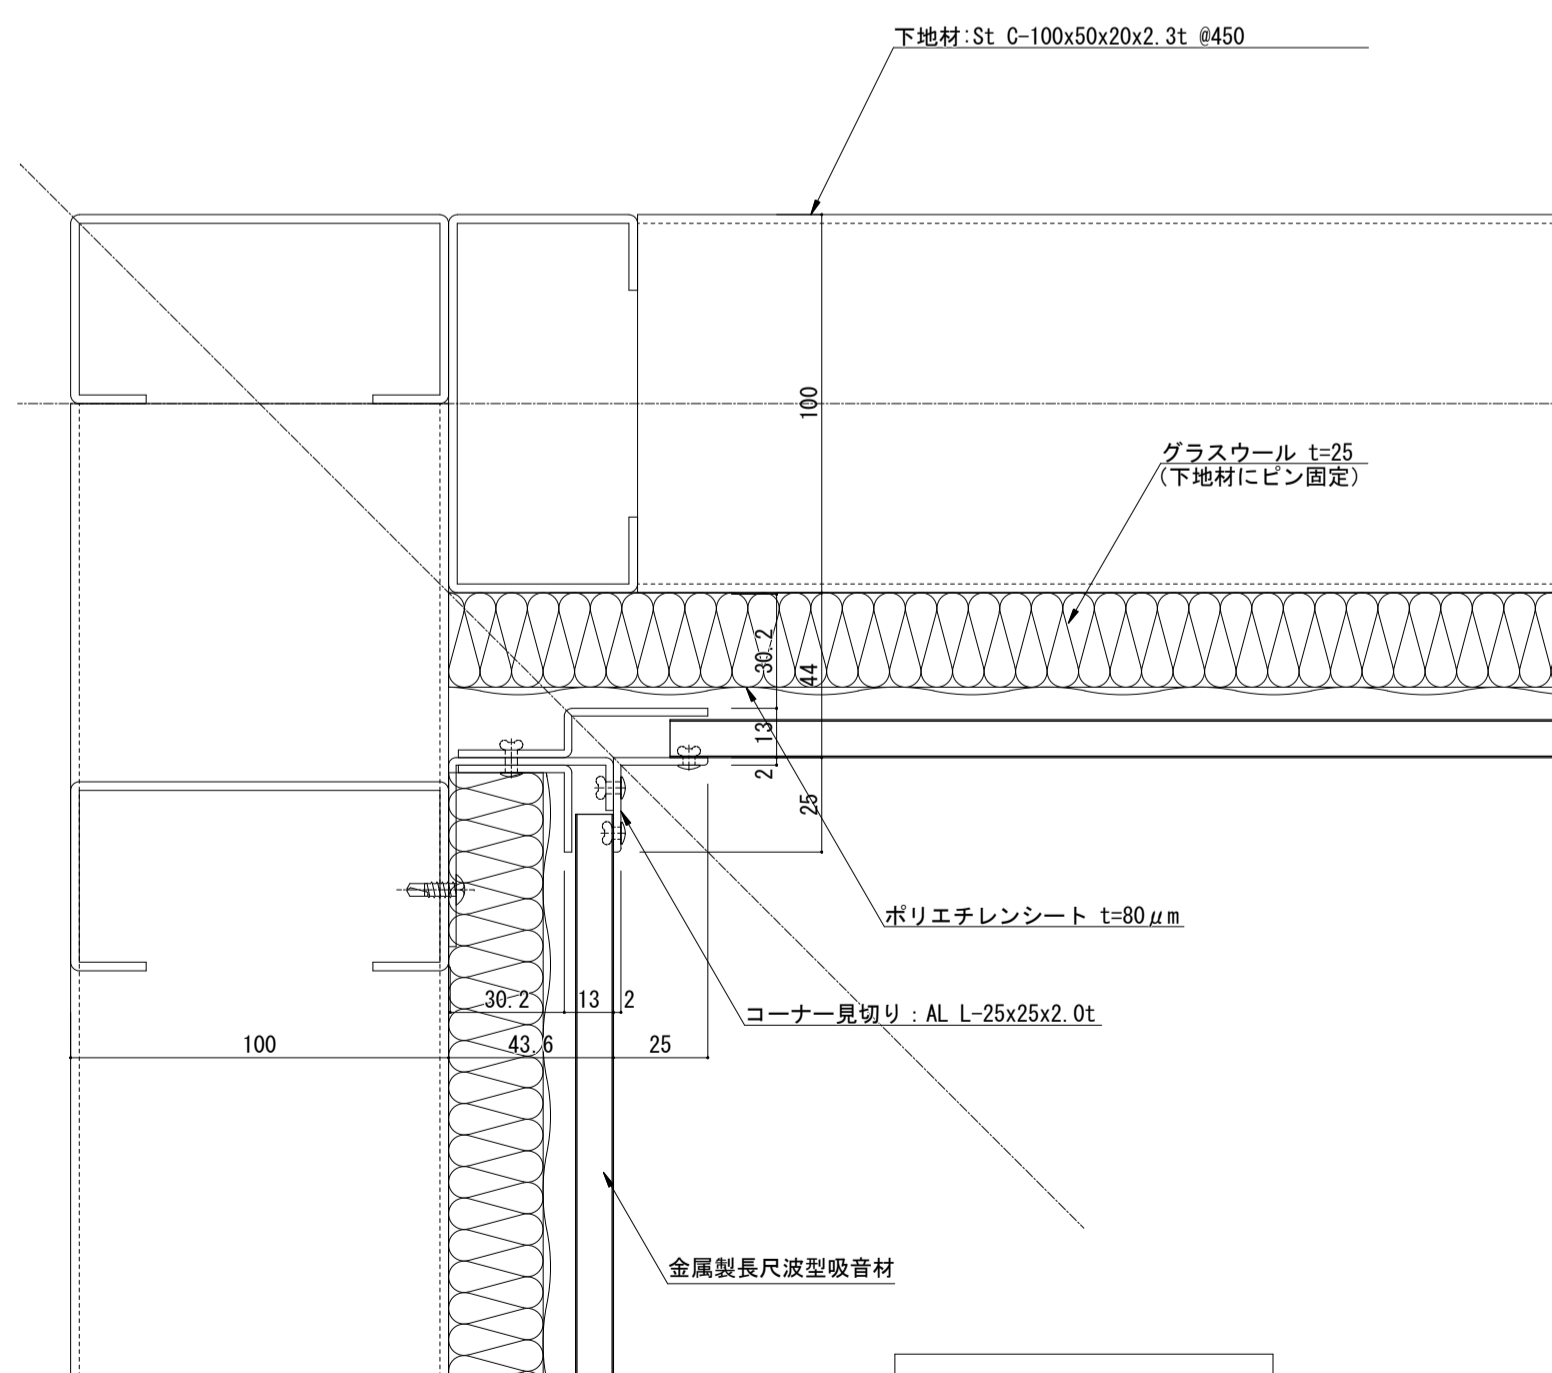 下地材:St C-100x50x20x2.3t @450
100
グラスウール t=25
(下地材にピン固定)
30.2
44
13
2
25
ポリエチレンシート t=80μm
30.2 13 2
コーナー見切り：AL L-25x25x2.0t
100 43.6 25
金属製長尺波型吸音材